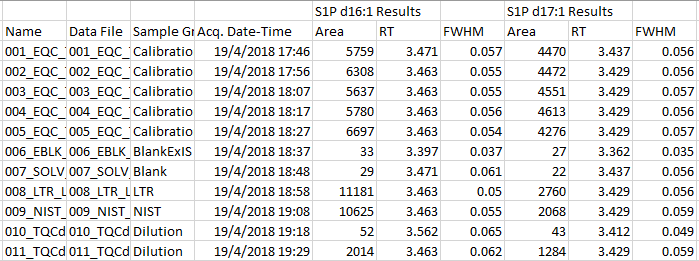 S1P d16:1 Results S1P d17:1 Results
Name Data File Sample Gr Acq. Date-Time Area RT FWHM Area RT FWHM
001_EQC_ 001_EQC_ Calibratio 19/4/2018 17:46 5759 3.471 0.057 4470 3.437 0.056
002_EQC_ 002_EQC_ Calibratio 19/4/2018 17:56 6308 3.463 0.055 4472 3.429 0.056
003_EQC_ 003_EQC_ Calibratio 19/4/2018 18:07 5637 3.463 0.055 4551 3.429 0.057
004_EQC_ 004_EQC_ Calibratio 19/4/2018 18:17 5780 3.463 0.056 4613 3.429 0.056
005_EQC_ 005_EQC_ Calibratio 19/4/2018 18:27 6697 3.463 0.054 4276 3.429 0.057
006_EBLK_ 006_EBLK_ BlankExIS 19/4/2018 18:37 33 3.397 0.037 27 3.362 0.035
007_SOLV_ 007_SOLV_ Blank 19/4/2018 18:48 29 3.471 0.061 22 3.437 0.056
008_LTR_L 008_LTR_L LTR 19/4/2018 18:58 11181 3.463 0.05 2760 3.429 0.056
009_NIST_ 009_NIST_ NIST 19/4/2018 19:08 10625 3.463 0.055 2068 3.429 0.059
010_TQCd 010_TQCd Dilution 19/4/2018 19:18 52 3.562 0.065 43 3.412 0.049
011_TQCd 011_TQCd Dilution 19/4/2018 19:29 2014 3.463 0.062 1284 3.429 0.059